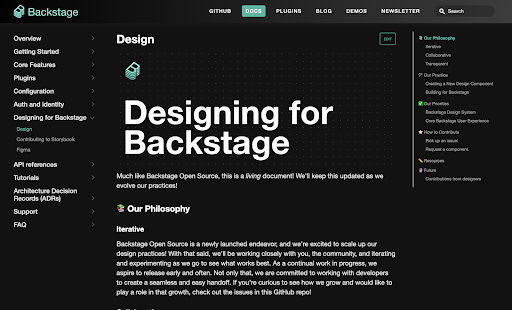 Backstage
GITHUB DOCS PLUGINS BLOG DEMOS NEWSLETTER Search
Overview
Getting Started
Core Features
Plugins
Configuration
Auth and identity
Designing for Backstage
Design
Contributing to Storybook
Figma
API references
Tutorials
Architecture Decision
Records (ADRs)
Support
FAQ
Design
EDIT
Designing for
Backstage
Much like Backstage Open Source, this is a living document! We'll keep this updated as we
evolve our practices!
Our Philosophy
Iterative
Backstage Open Source is a newly launched endeavor, and we're excited to scale up our
design practices! With that said, we'll be working closely with you, the community, and iterating
and experimenting as we go to see what works best. As a continual work in progress, we
aspire to release early and often. Not only that, we are committed to working with developers
to create a seamless and easy handoff. If you're curious to see how we grow and would like to
play a role in that growth, check out the issues in this GitHub repo!
Our Philosophy
Iterative
Collaborative
Transparent
Our Practice
Creating a New Design Component
Building for Backstage
Our Priorities
Backstage Design System
Core Backstage User Experience
How to Contribute
Pick up an issue!
Request a component.
Resources
Future
Contributions from designers